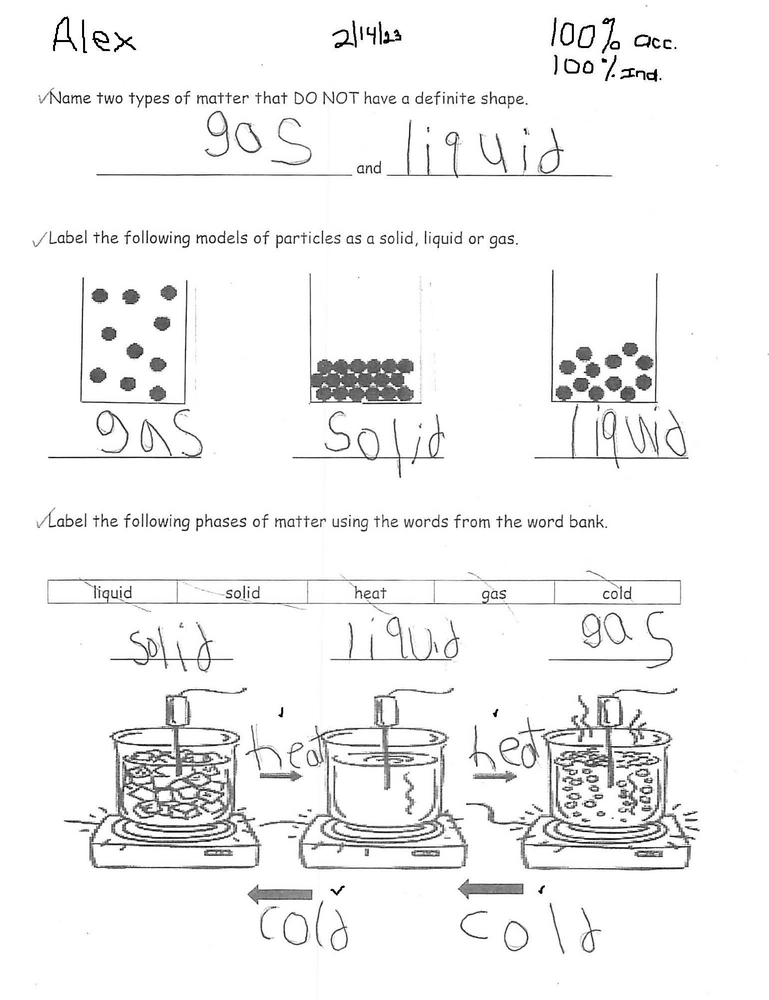 Alex 2/14/23 100% acc.
100% Ind.
✓Name two types of matter that DO NOT have a definite shape.
gas and liquid
✓Label the following models of particles as a solid, liquid or gas.
gas solid liquid
✓Label the following phases of matter using the words from the word bank.
liquid solid heat gas cold
solid liquid gas
✓ ✓
heat heat
✓ ✓
cold cold